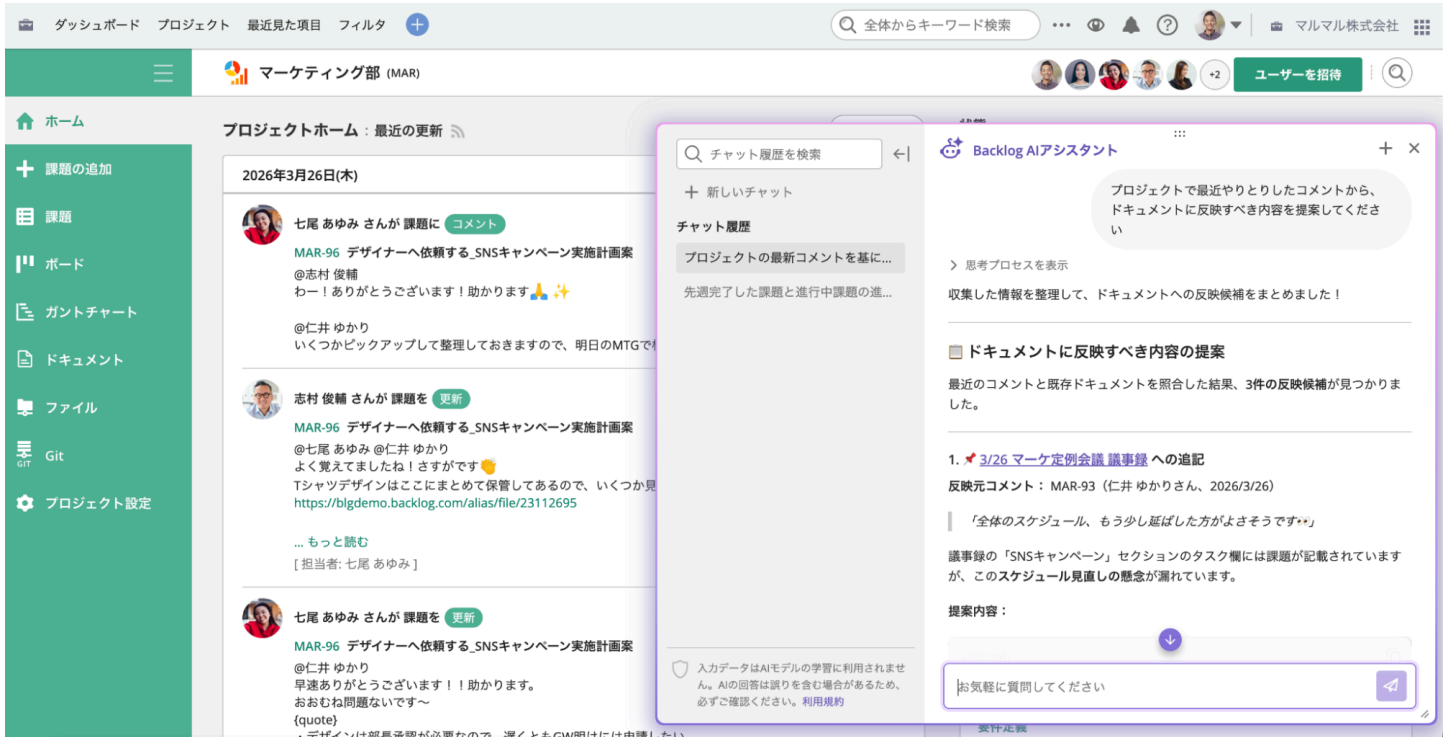 ダッシュボード プロジェクト 最近見た項目 フィルタ
全体からキーワード検索
マルマル株式会社
マーケティング部 (MAR)
+2
ユーザーを招待
ホーム
課題の追加
課題
ボード
ガントチャート
ドキュメント
ファイル
GIT
Git
プロジェクト設定
プロジェクトホーム : 最近の更新
2026年3月26日(木)
七尾 あゆみ さんが 課題に コメント
MAR-96 デザイナーへ依頼する_SNSキャンペーン実施計画案
@志村 俊輔
わー！ありがとうございます！助かります🙏✨
@仁井 ゆかり
いくつかピックアップして整理しておきますので、明日のMTGで
志村 俊輔 さんが 課題を 更新
MAR-96 デザイナーへ依頼する_SNSキャンペーン実施計画案
@七尾 あゆみ @仁井 ゆかり
よく覚えてましたね！さすがです👏
Tシャツデザインはここにまとめて保管してあるので、いくつか見
https://blgdemo.backlog.com/alias/file/23112695
... もっと読む
[ 担当者: 七尾 あゆみ ]
七尾 あゆみ さんが 課題を 更新
MAR-96 デザイナーへ依頼する_SNSキャンペーン実施計画案
@仁井 ゆかり
早速ありがとうございます！！助かります。
おおむね問題ないです〜
{quote}
・デザインは部長承認が必要なので、遅くともGW明けには申請したい
チャット履歴を検索
新しいチャット
チャット履歴
プロジェクトの最新コメントを基に...
先週完了した課題と進行中課題の進...
入力データはAIモデルの学習に利用されませ
ん。AIの回答は誤りを含む場合があるため、
必ずご確認ください。利用規約
Backlog AIアシスタント
プロジェクトで最近やりとりしたコメントから、
ドキュメントに反映すべき内容を提案してくださ
い
思考プロセスを表示
収集した情報を整理して、ドキュメントへの反映候補をまとめました！
📋 ドキュメントに反映すべき内容の提案
最近のコメントと既存ドキュメントを照合した結果、3件の反映候補が見つかりま
した。
1. 📌 3/26 マーケ定例会議 議事録 への追記
反映元コメント： MAR-93（仁井 ゆかりさん、2026/3/26）
「全体のスケジュール、もう少し延ばした方がよさそうです👀」
議事録の「SNSキャンペーン」セクションのタスク欄には課題が記載されています
が、このスケジュール見直しの懸念が漏れています。
提案内容：
お気軽に質問してください
要件定義